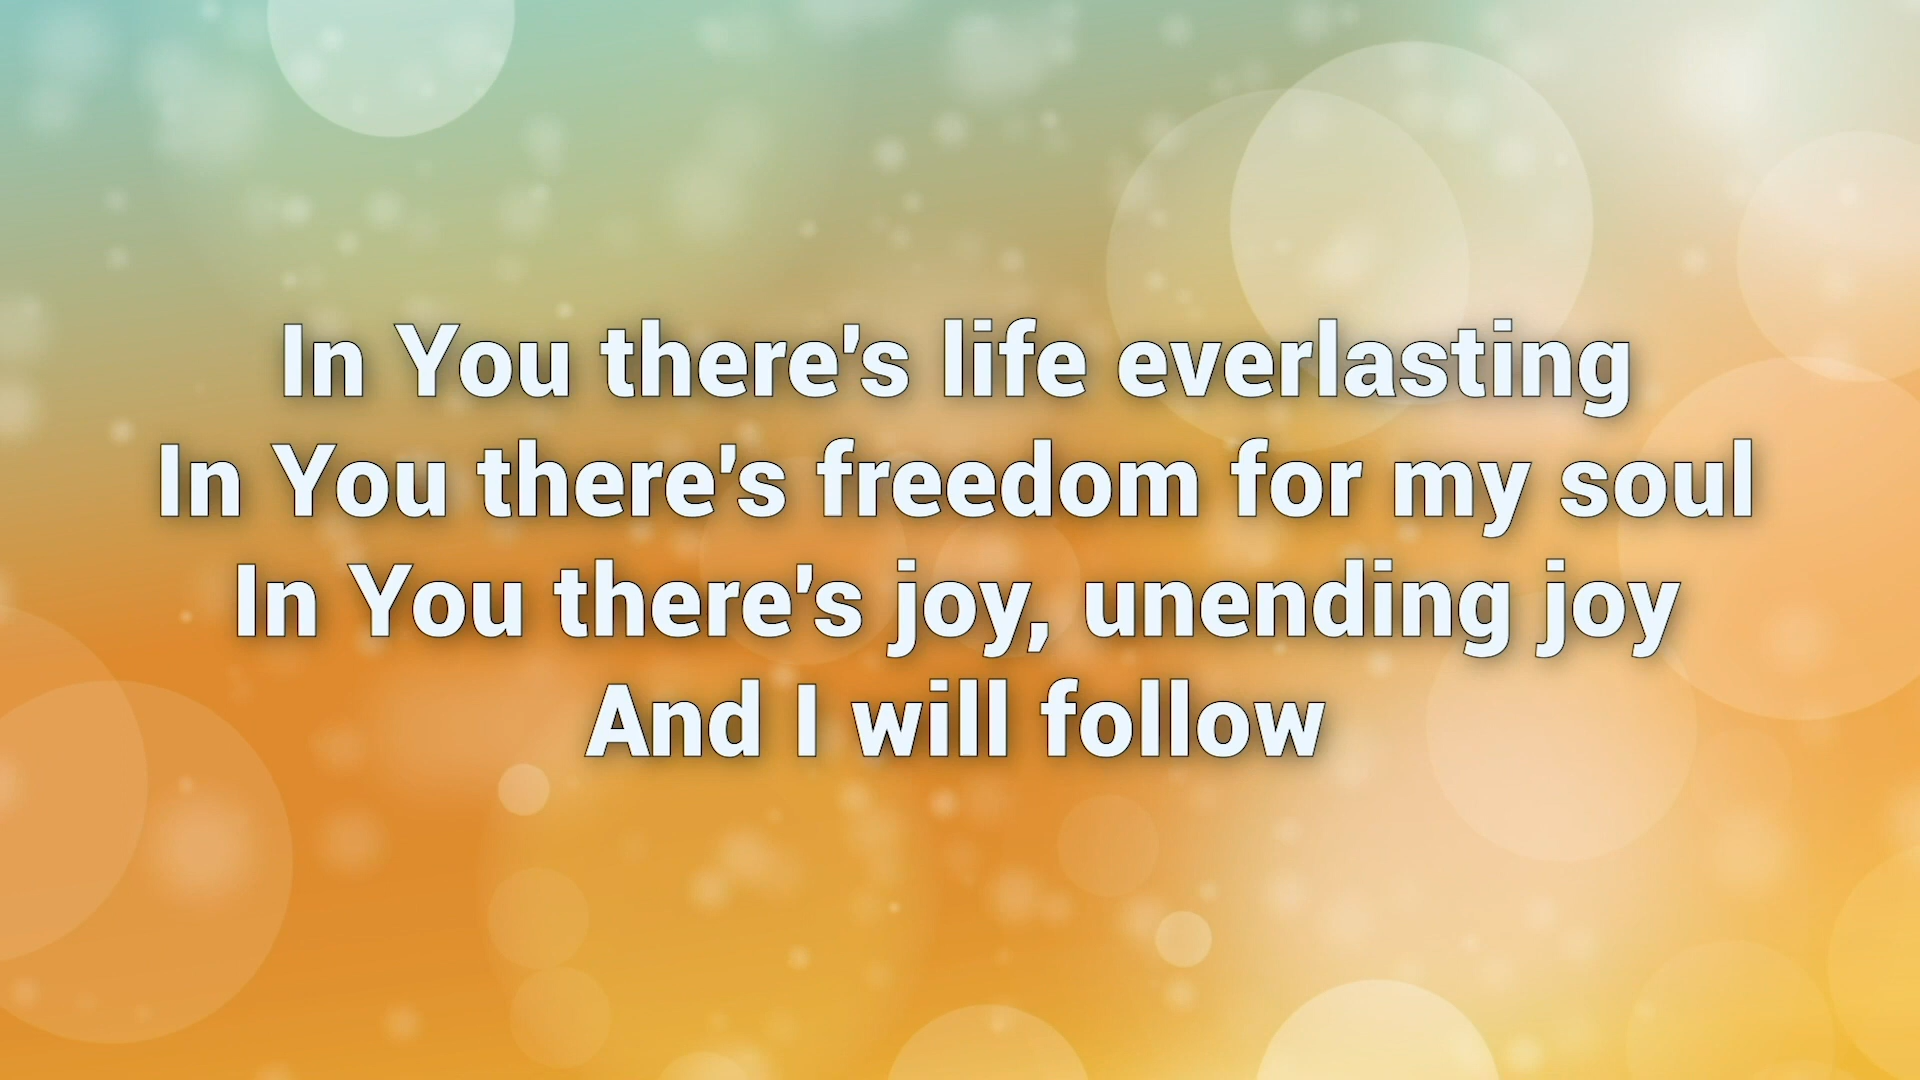 In You there's life everlasting
In You there's freedom for my soul
In You there's joy, unending joy
And I will follow